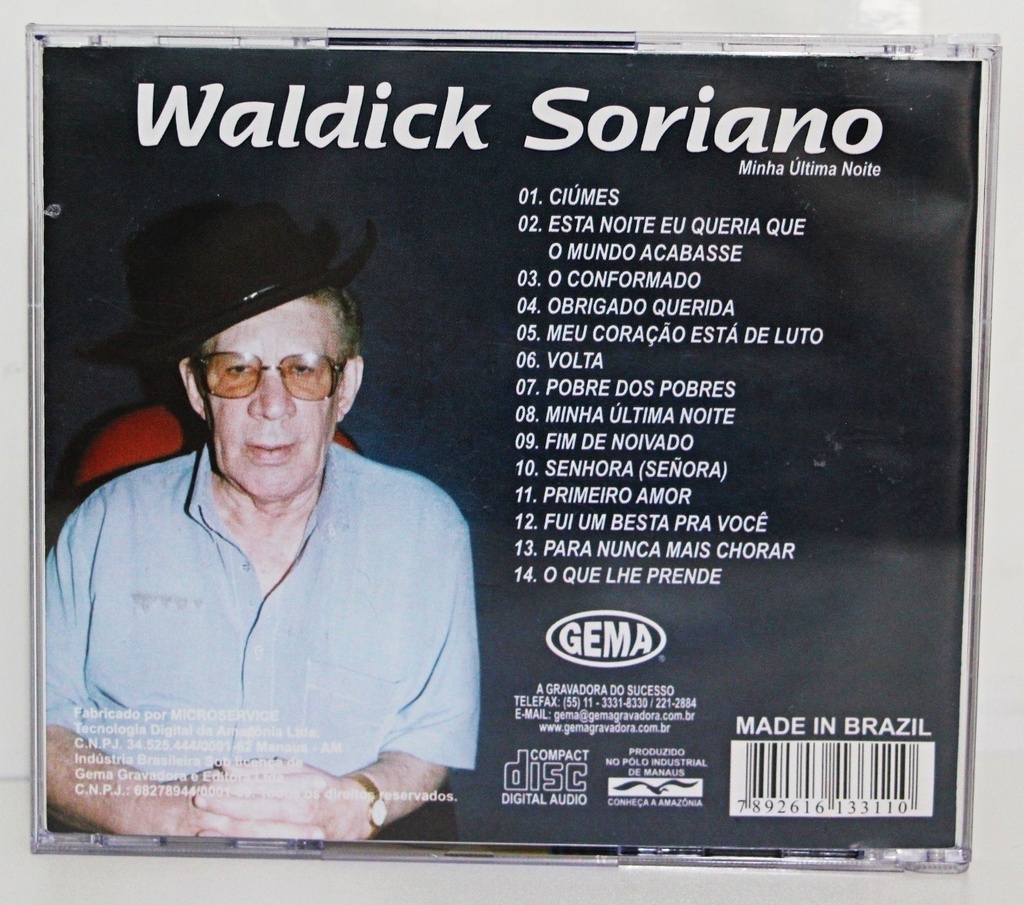 Waldick Soriano
Minha Última Noite
01. CIÚMES
02. ESTA NOITE EU QUERIA QUE
O MUNDO ACABASSE
03. O CONFORMADO
04. OBRIGADO QUERIDA
05. MEU CORAÇÃO ESTÁ DE LUTO
06. VOLTA
07. POBRE DOS POBRES
08. MINHA ÚLTIMA NOITE
09. FIM DE NOIVADO
10. SENHORA (SEÑORA)
11. PRIMEIRO AMOR
12. FUI UM BESTA PRA VOCÊ
13. PARA NUNCA MAIS CHORAR
14. O QUE LHE PRENDE
GEMA
A GRAVADORA DO SUCESSO
TELEFAX: (55) 11 - 3331-8330 / 221-2884
E-MAIL: gema@gemagravadora.com.br
www.gemagravadora.com.br
COMPACT
disc
DIGITAL AUDIO
PRODUZIDO
NO PÓLO INDUSTRIAL
DE MANAUS
CONHEÇA A AMAZÔNIA
MADE IN BRAZIL
7 892616 133110
Fabricado por MICROSERVICE
Tecnologia Digital da Amazônia Ltda.
C.N.P.J. 34.525.444/0001-62 Manaus - AM
Indústria Brasileira Sob licença de
Gema Gravadora e Editora Ltda.
C.N.P.J.: 68278944/0001- Todos os direitos reservados.